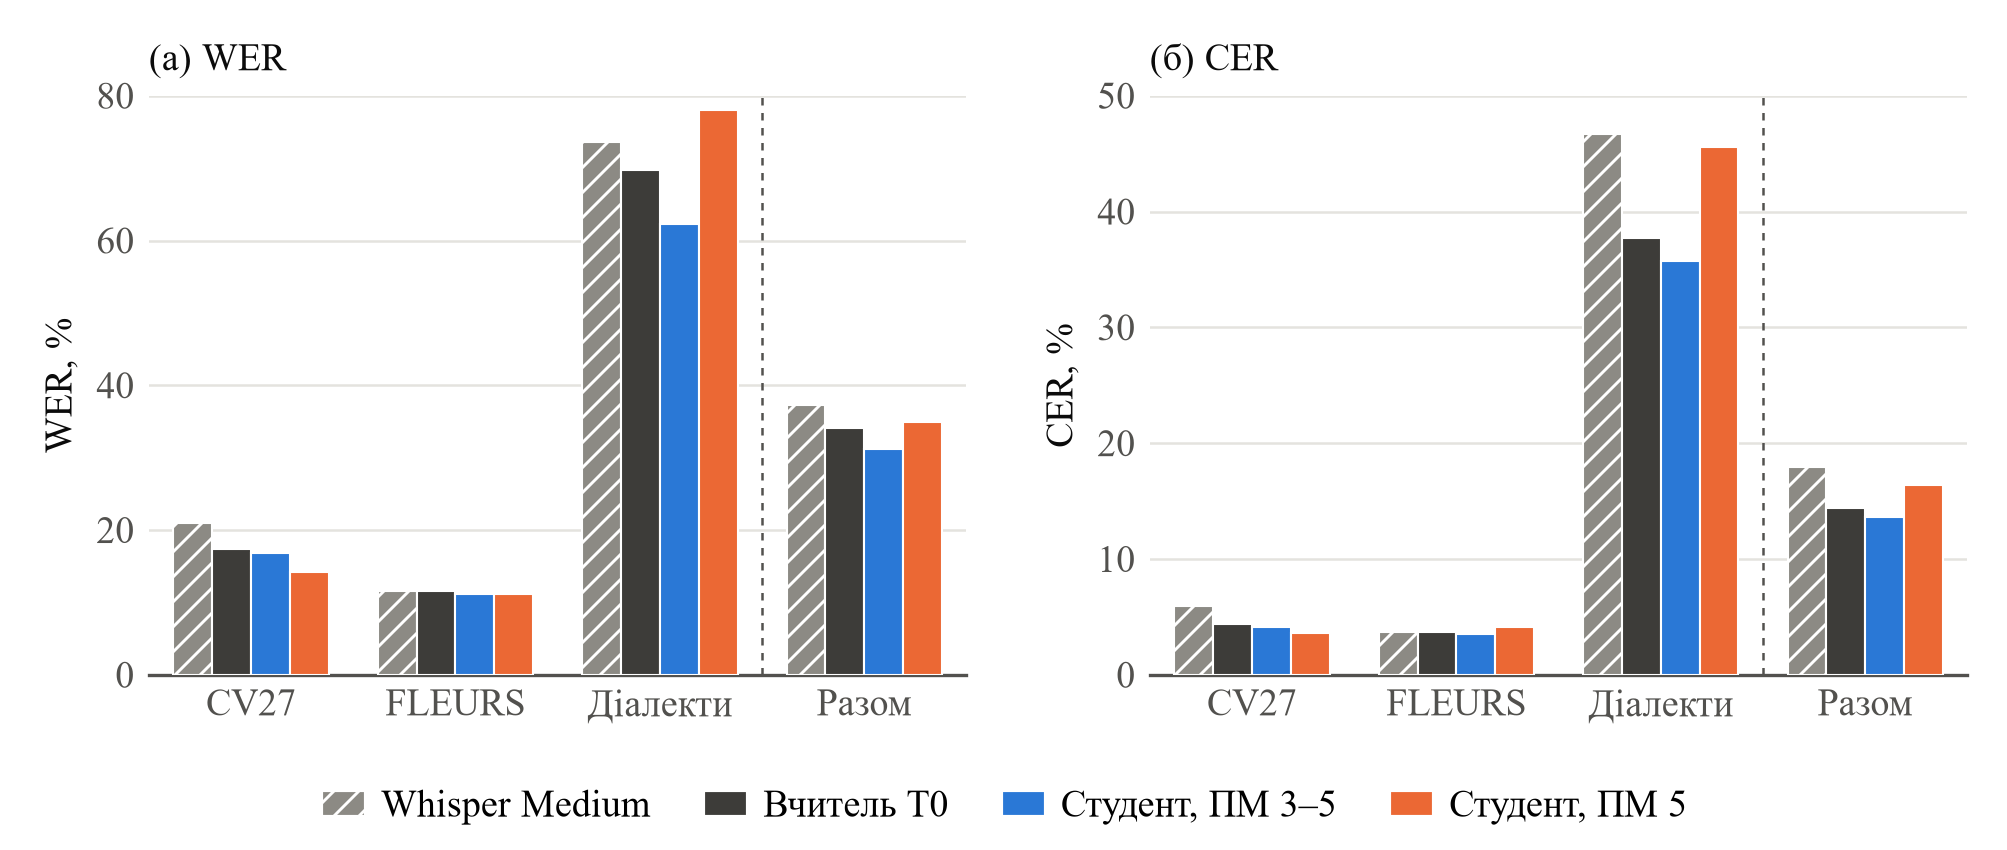 (а) WER
80
60
40
20
0
WER, %
CV27 FLEURS Діалекти Разом
(б) CER
50
40
30
20
10
0
CER, %
CV27 FLEURS Діалекти Разом
Whisper Medium Вчитель T0 Студент, ПМ 3–5 Студент, ПМ 5